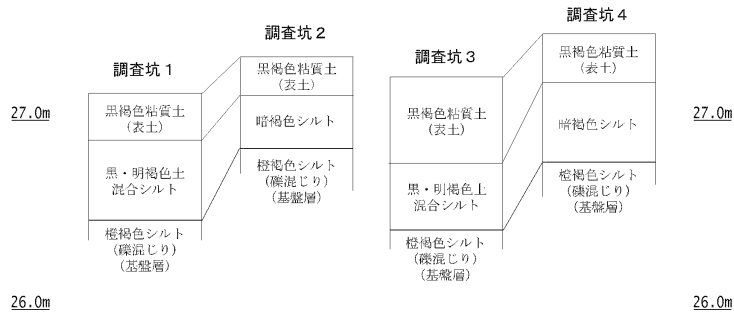 調査坑1
黒褐色粘質土
(表土)
黒・明褐色土
混合シルト
橙褐色シルト
(礫混じり)
(基盤層)
調査坑2
黒褐色粘質土
(表土)
暗褐色シルト
橙褐色シルト
(礫混じり)
(基盤層)
調査坑3
黒褐色粘質土
(表土)
黒・明褐色土
混合シルト
橙褐色シルト
(礫混じり)
(基盤層)
調査坑4
黒褐色粘質土
(表土)
暗褐色シルト
橙褐色シルト
(礫混じり)
(基盤層)
27.0m
27.0m
26.0m
26.0m